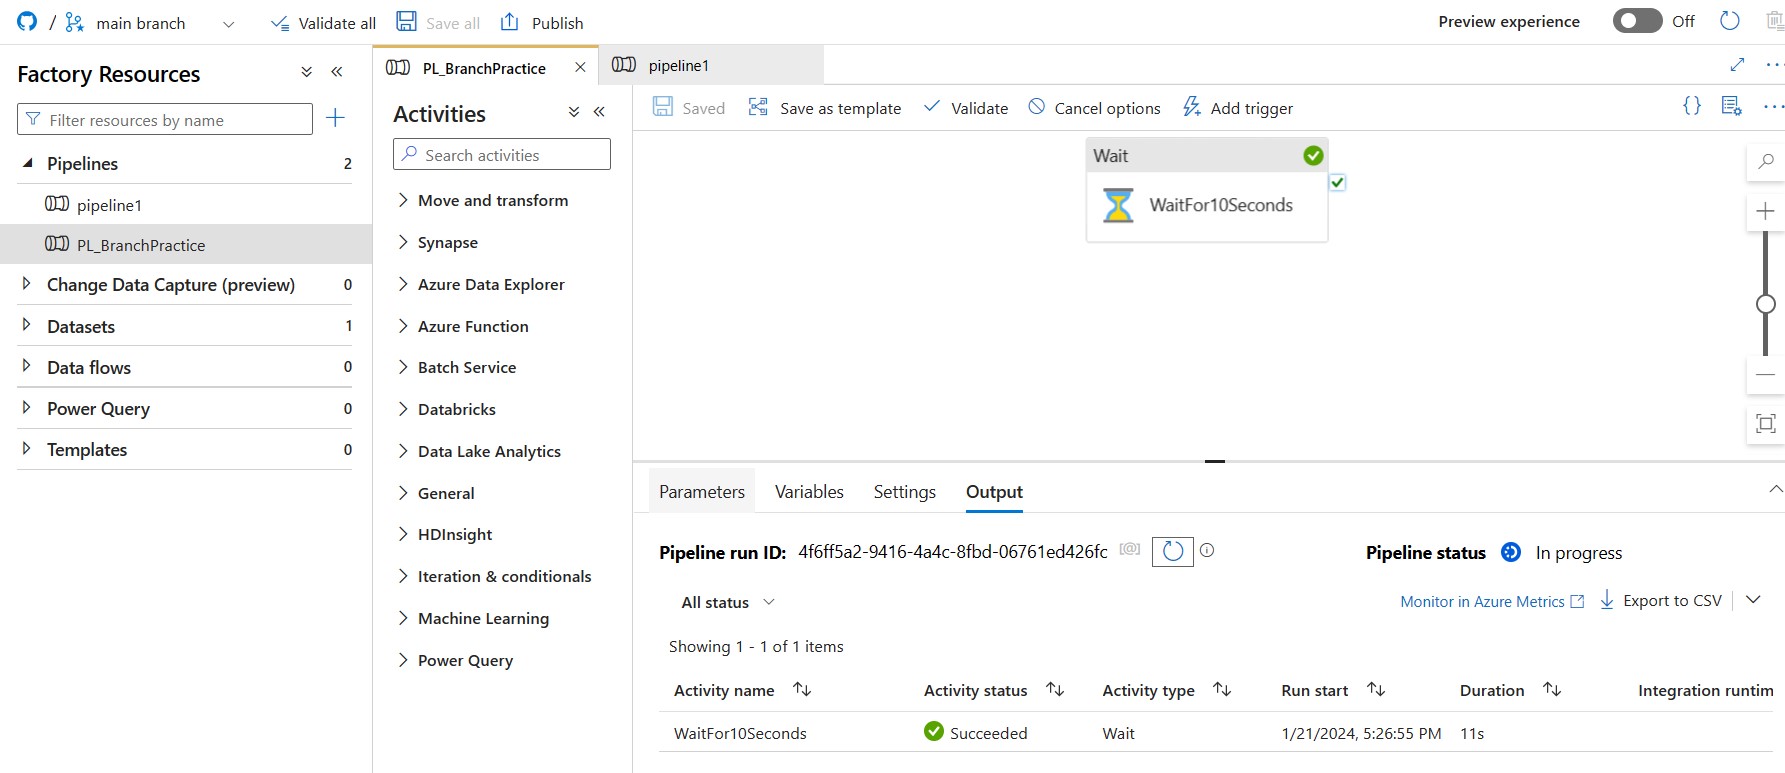 / main branch Validate all Save all Publish Preview experience Off
Factory Resources
Filter resources by name
Pipelines 2
pipeline1
PL_BranchPractice
Change Data Capture (preview) 0
Datasets 1
Data flows 0
Power Query 0
Templates 0
PL_BranchPractice pipeline1
Activities
Search activities
Move and transform
Synapse
Azure Data Explorer
Azure Function
Batch Service
Databricks
Data Lake Analytics
General
HDInsight
Iteration & conditionals
Machine Learning
Power Query
Saved Save as template Validate Cancel options Add trigger {}
Wait
WaitFor10Seconds
Parameters Variables Settings Output
Pipeline run ID: 4f6ff5a2-9416-4a4c-8fbd-06761ed426fc [@] Pipeline status In progress
All status Monitor in Azure Metrics Export to CSV
Showing 1 - 1 of 1 items
Activity name Activity status Activity type Run start Duration Integration runtim
WaitFor10Seconds Succeeded Wait 1/21/2024, 5:26:55 PM 11s